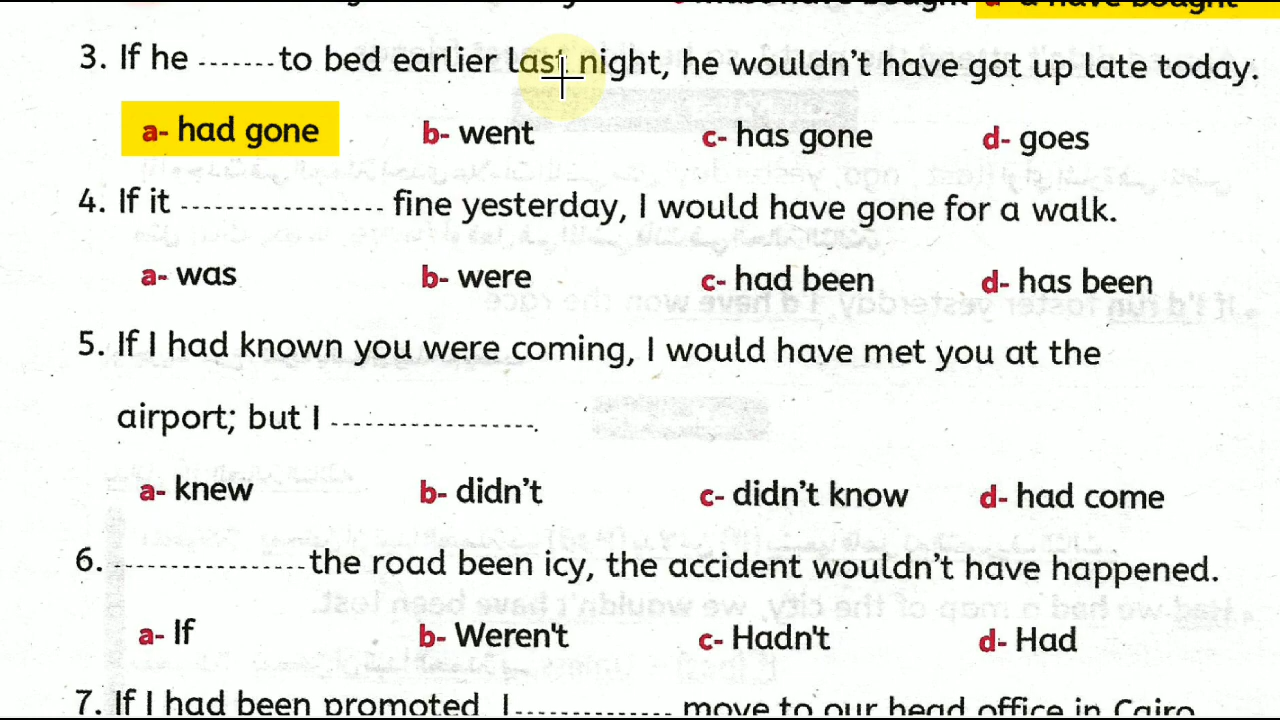 d- 'd have bought
3. If he ....... to bed earlier last night, he wouldn't have got up late today.
a- had gone b- went c- has gone d- goes
4. If it .................. fine yesterday, I would have gone for a walk.
a- was b- were c- had been d- has been
5. If I had known you were coming, I would have met you at the
airport; but I ...................
a- knew b- didn't c- didn't know d- had come
6. ................. the road been icy, the accident wouldn't have happened.
a- If b- Weren't c- Hadn't d- Had
7. If I had been promoted, I .............. move to our head office in Cairo